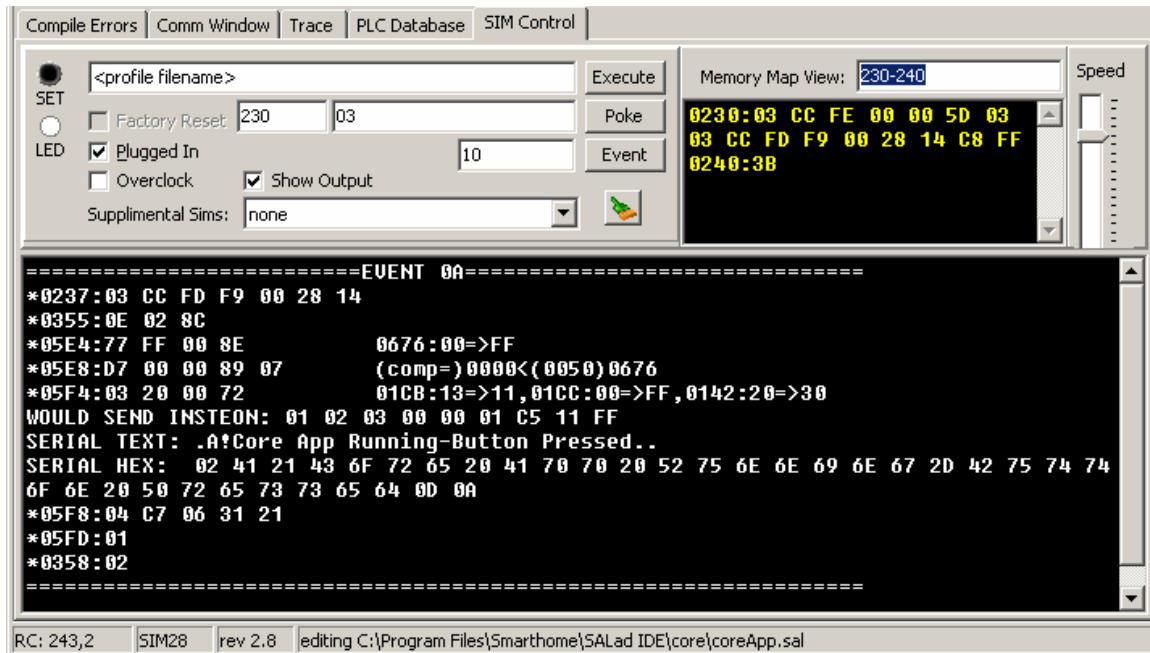 Compile Errors Comm Window Trace PLC Database SIM Control
SET
LED
<profile filename>
Execute
Factory Reset 230 03 Poke
Plugged In 10 Event
Overclock Show Output
Supplimental Sims: none
Memory Map View: 230-240
0230:03 CC FE 00 00 5D 03
03 CC FD F9 00 28 14 C8 FF
0240:3B
Speed
===========================EVENT 0A===============================
*0237:03 CC FD F9 00 28 14
*0355:0E 02 8C
*05E4:77 FF 00 8E 0676:00=>FF
*05E8:D7 00 00 89 07 (comp=)0000<(0050)0676
*05F4:03 20 00 72 01CB:13=>11,01CC:00=>FF,0142:20=>30
WOULD SEND INSTEON: 01 02 03 00 00 01 C5 11 FF
SERIAL TEXT: .A!Core App Running-Button Pressed..
SERIAL HEX: 02 41 21 43 6F 72 65 20 41 70 70 20 52 75 6E 6E 69 6E 67 2D 42 75 74 74
6F 6E 20 50 72 65 73 73 65 64 0D 0A
*05F8:04 C7 06 31 21
*05FD:01
*0358:02
=================================================================
RC: 243,2 SIM28 rev 2.8 editing C:\Program Files\Smarthome\SALad IDE\core\coreApp.sal